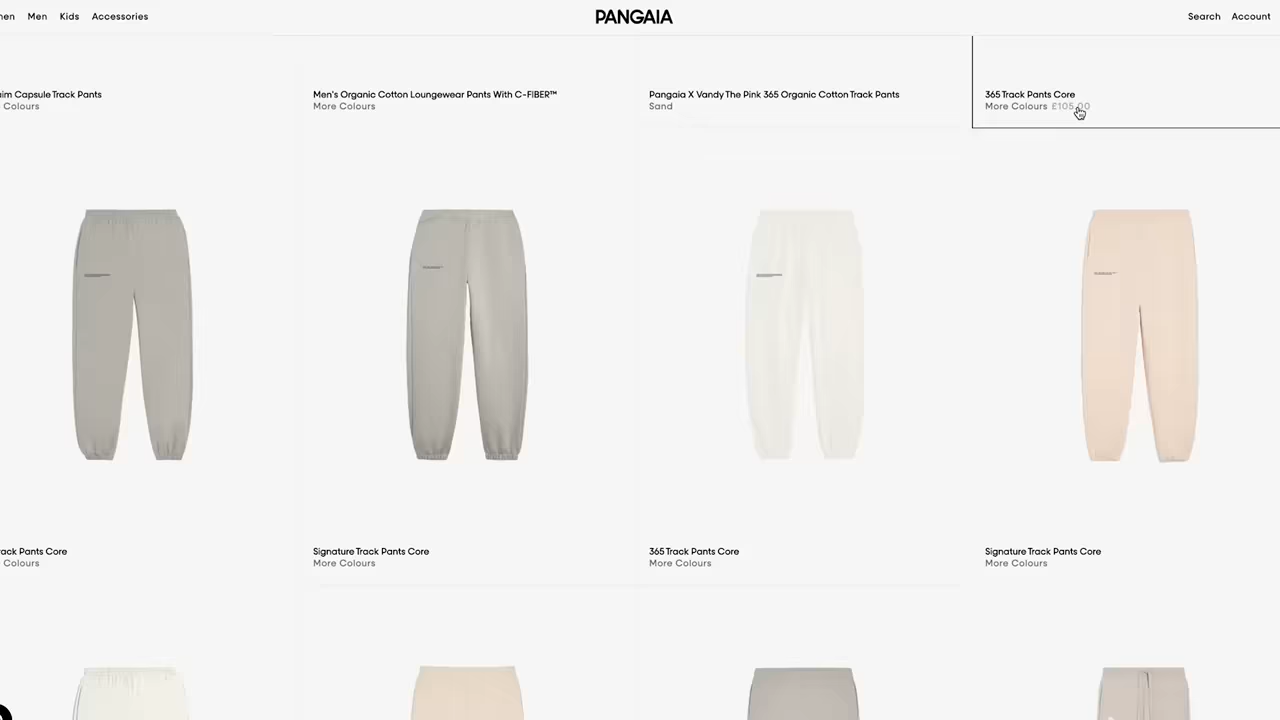 Men
Kids
Accessories
PANGAIA
Search
Account
Capsule Track Pants
Colours
Men's Organic Cotton Loungewear Pants With C-FIBER™
More Colours
Pangaia X Vandy The Pink 365 Organic Cotton Track Pants
Sand
365 Track Pants Core
More Colours £105.00
Pants Core
Colours
Signature Track Pants Core
More Colours
365 Track Pants Core
More Colours
Signature Track Pants Core
More Colours